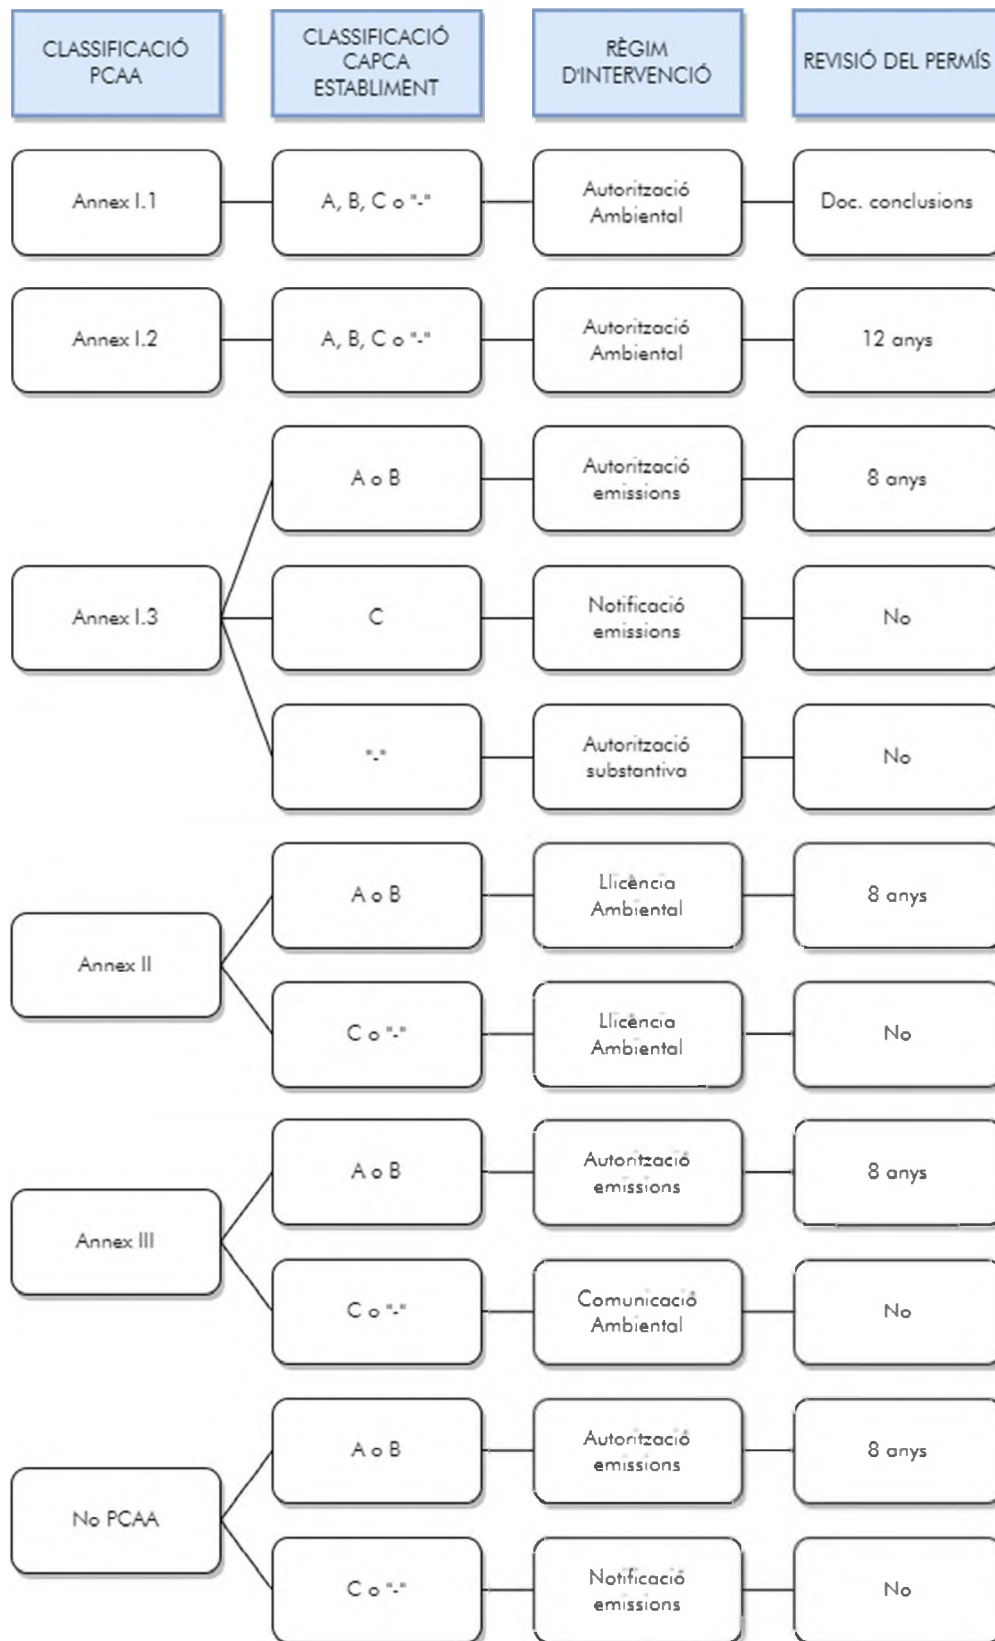 CLASSIFICACIÓ
PCAA
CLASSIFICACIÓ
CAPCA
ESTABLIMENT
RÈGIM
D'INTERVENCIÓ
REVISIÓ DEL PERMÍS
Annex I.1
A, B, C o "-"
Autorització
Ambiental
Doc. conclusions
Annex I.2
A, B, C o "-"
Autorització
Ambiental
12 anys
Annex I.3
A o B
Autorització
emissions
8 anys
C
Notificació
emissions
No
"-"
Autorització
substantiva
No
Annex II
A o B
Llicència
Ambiental
8 anys
C o "-"
Llicència
Ambiental
No
Annex III
A o B
Autorització
emissions
8 anys
C o "-"
Comunicació
Ambiental
No
No PCAA
A o B
Autorització
emissions
8 anys
C o "-"
Notificació
emissions
No